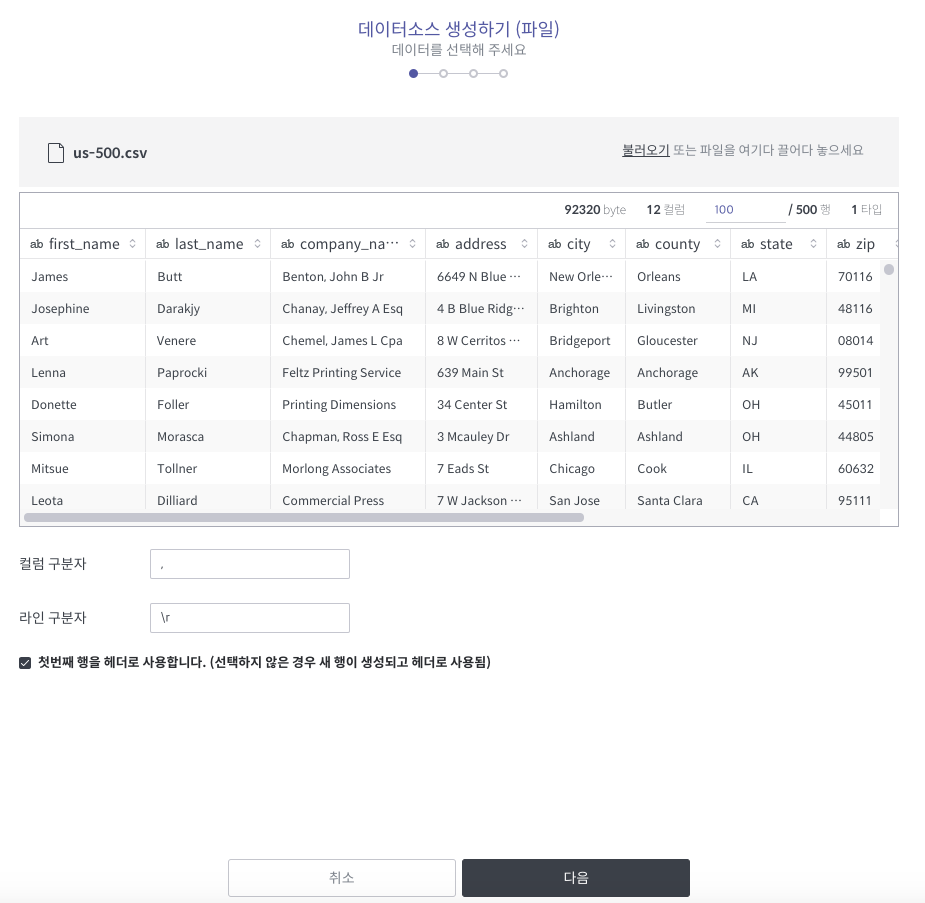 데이터소스 생성하기 (파일)
데이터를 선택해 주세요
us-500.csv 불러오기 또는 파일을 여기다 끌어다 놓으세요
92320 byte 12 컬럼 100 / 500 행 1 타입
ab first_name ab last_name ab company_na··· ab address ab city ab county ab state ab zip
James Butt Benton, John B Jr 6649 N Blue ··· New Orle··· Orleans LA 70116
Josephine Darakjy Chanay, Jeffrey A Esq 4 B Blue Ridg··· Brighton Livingston MI 48116
Art Venere Chemel, James L Cpa 8 W Cerritos ··· Bridgeport Gloucester NJ 08014
Lenna Paprocki Feltz Printing Service 639 Main St Anchorage Anchorage AK 99501
Donette Foller Printing Dimensions 34 Center St Hamilton Butler OH 45011
Simona Morasca Chapman, Ross E Esq 3 Mcauley Dr Ashland Ashland OH 44805
Mitsue Tollner Morlong Associates 7 Eads St Chicago Cook IL 60632
Leota Dilliard Commercial Press 7 W Jackson ··· San Jose Santa Clara CA 95111
컬럼 구분자 ,
라인 구분자 \r
첫번째 행을 헤더로 사용합니다. (선택하지 않은 경우 새 행이 생성되고 헤더로 사용됨)
취소 다음